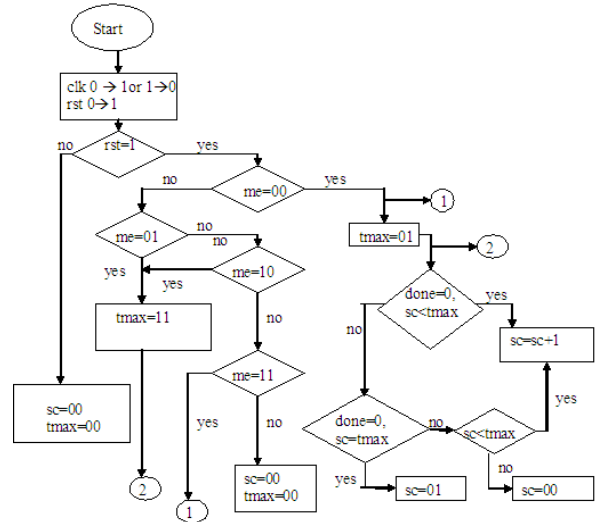 Start
clk 0 → 1or 1→0
rst 0→1
rst=1
no
yes
me=00
no
yes
1
me=01
no
no
tmax=01
2
me=10
yes
yes
done=0,
sc<tmax
yes
tmax=11
no
no
sc=sc+1
me=11
sc=00
tmax=00
yes
no
done=0,
sc=tmax
no
sc<tmax
yes
sc=00
tmax=00
yes
sc=01
no
sc=00
2
1